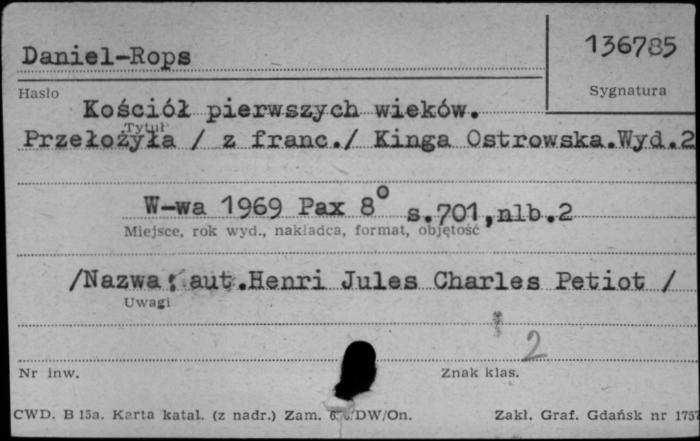 Daniel-Rops
136785
Hasło
Sygnatura
Kościół pierwszych wieków.
Tytuł
Przełożyła / z franc./ Kinga Ostrowska.Wyd.2
W-wa 1969 Pax 8° s.701,nlb.2
Miejsce, rok wyd., nakładca, format, objętość
/Nazwa: aut.Henri Jules Charles Petiot /
Uwagi
2
Nr inw.
Znak klas.
CWD. B 15a. Karta katal. (z nadr.) Zam. /DW/On.
Zakł. Graf. Gdańsk nr 1757